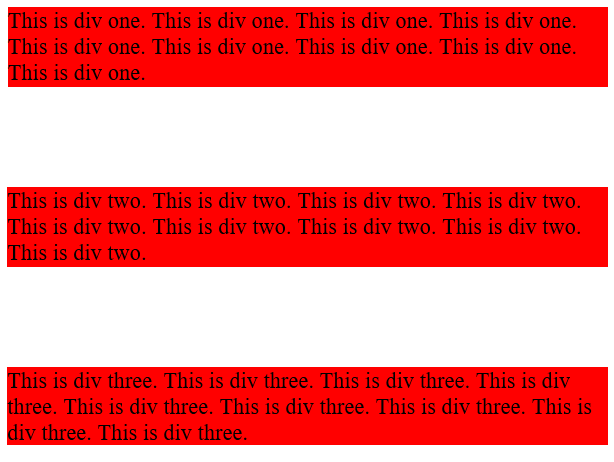 This is div one. This is div one. This is div one. This is div one.
This is div one. This is div one. This is div one. This is div one.
This is div one.
This is div two. This is div two. This is div two. This is div two.
This is div two. This is div two. This is div two. This is div two.
This is div two.
This is div three. This is div three. This is div three. This is div
three. This is div three. This is div three. This is div three. This is
div three. This is div three.